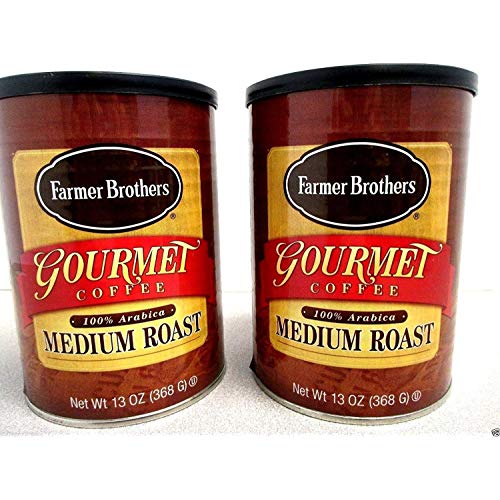 Farmer Brothers
®
GOURMET
COFFEE
100% Arabica
MEDIUM ROAST
Net Wt 13 OZ (368 G) Ⓤ
Farmer Brothers
®
GOURMET
COFFEE
100% Arabica
MEDIUM ROAST
Net Wt 13 OZ (368 G) Ⓤ